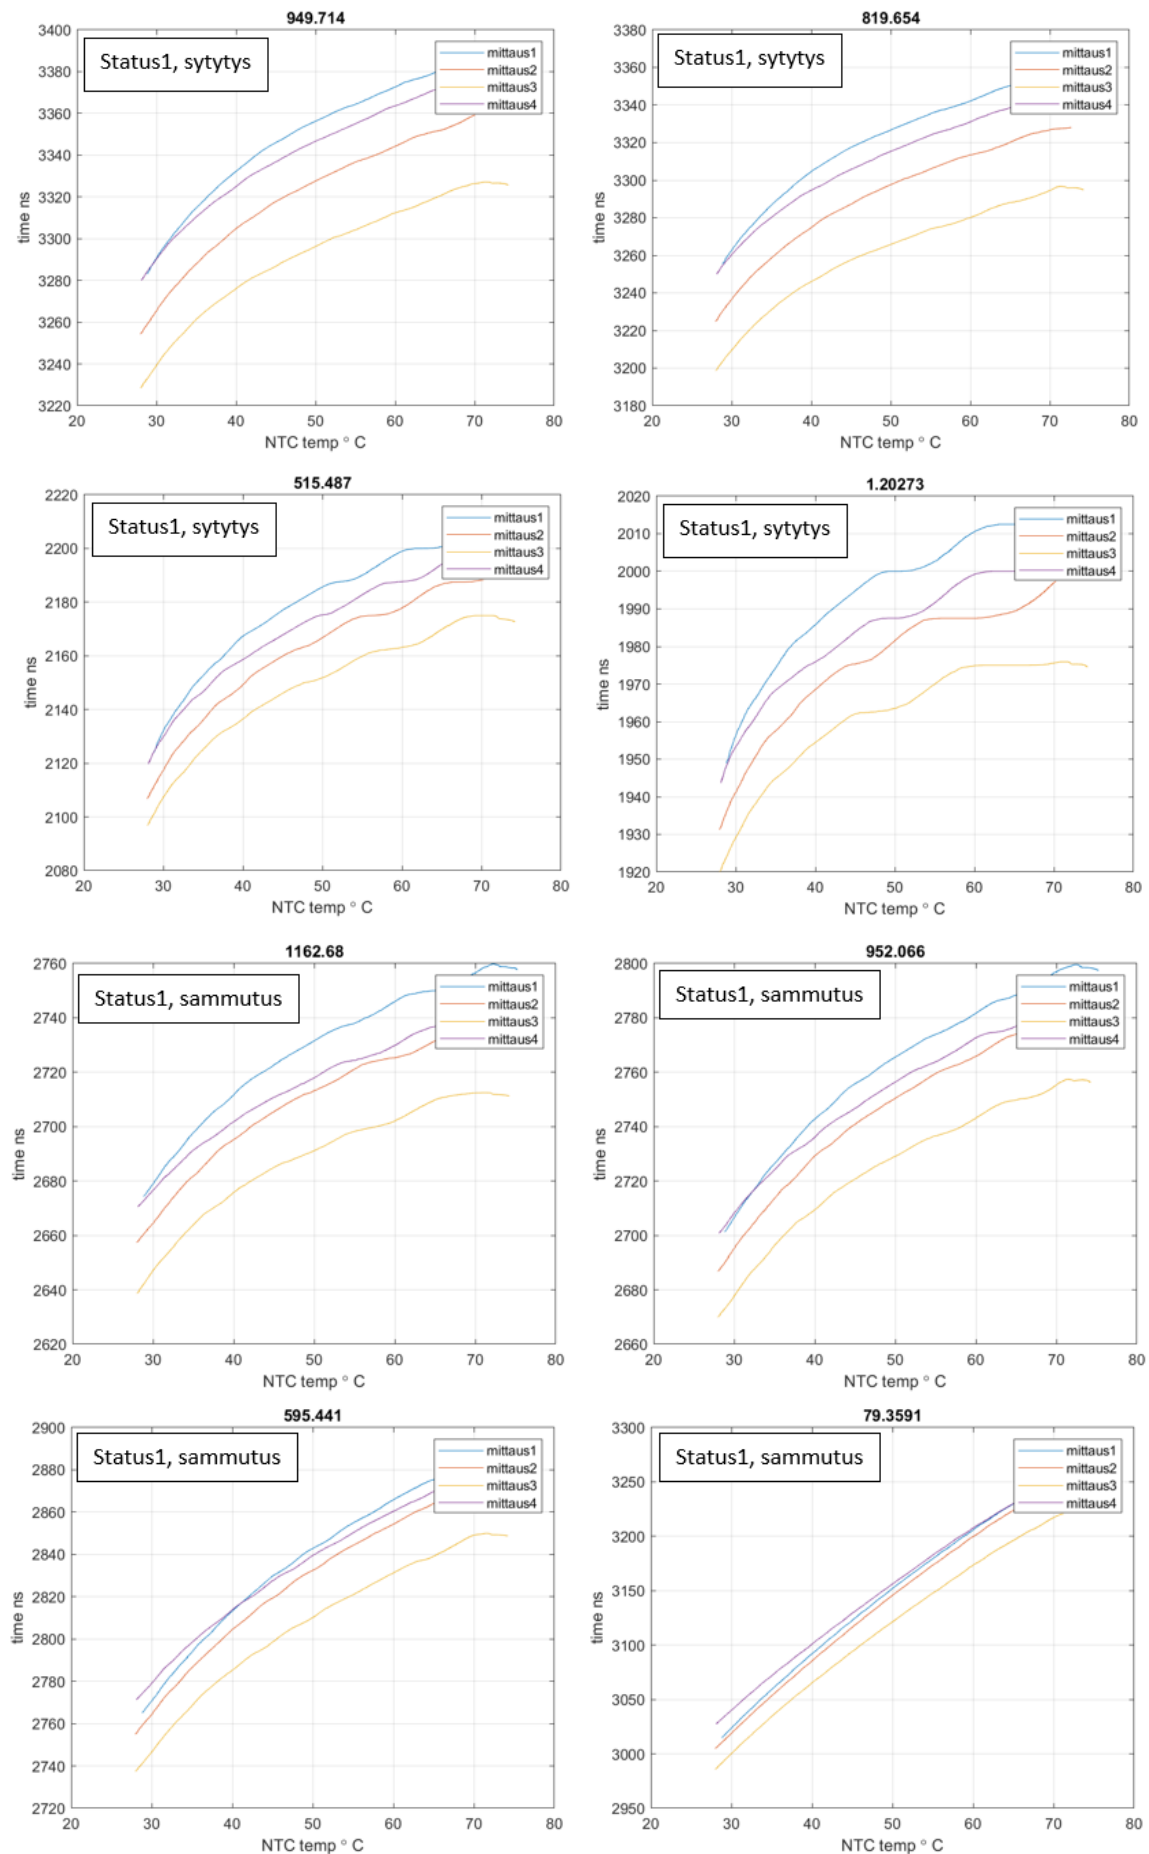 949.714
Status1, sytytys
mittaus1
mittaus2
mittaus3
mittaus4
3400
3380
3360
3340
3320
3300
3280
3260
3240
3220
time ns
20 30 40 50 60 70 80
NTC temp ° C
819.654
Status1, sytytys
mittaus1
mittaus2
mittaus3
mittaus4
3380
3360
3340
3320
3300
3280
3260
3240
3220
3200
3180
time ns
20 30 40 50 60 70 80
NTC temp ° C
515.487
Status1, sytytys
mittaus1
mittaus2
mittaus3
mittaus4
2220
2200
2180
2160
2140
2120
2100
2080
time ns
20 30 40 50 60 70 80
NTC temp ° C
1.20273
Status1, sytytys
mittaus1
mittaus2
mittaus3
mittaus4
2020
2010
2000
1990
1980
1970
1960
1950
1940
1930
1920
time ns
20 30 40 50 60 70 80
NTC temp ° C
1162.68
Status1, sammutus
mittaus1
mittaus2
mittaus3
mittaus4
2760
2740
2720
2700
2680
2660
2640
2620
time ns
20 30 40 50 60 70 80
NTC temp ° C
952.066
Status1, sammutus
mittaus1
mittaus2
mittaus3
mittaus4
2800
2780
2760
2740
2720
2700
2680
2660
time ns
20 30 40 50 60 70 80
NTC temp ° C
595.441
Status1, sammutus
mittaus1
mittaus2
mittaus3
mittaus4
2900
2880
2860
2840
2820
2800
2780
2760
2740
2720
time ns
20 30 40 50 60 70 80
NTC temp ° C
79.3591
Status1, sammutus
mittaus1
mittaus2
mittaus3
mittaus4
3300
3250
3200
3150
3100
3050
3000
2950
time ns
20 30 40 50 60 70 80
NTC temp ° C